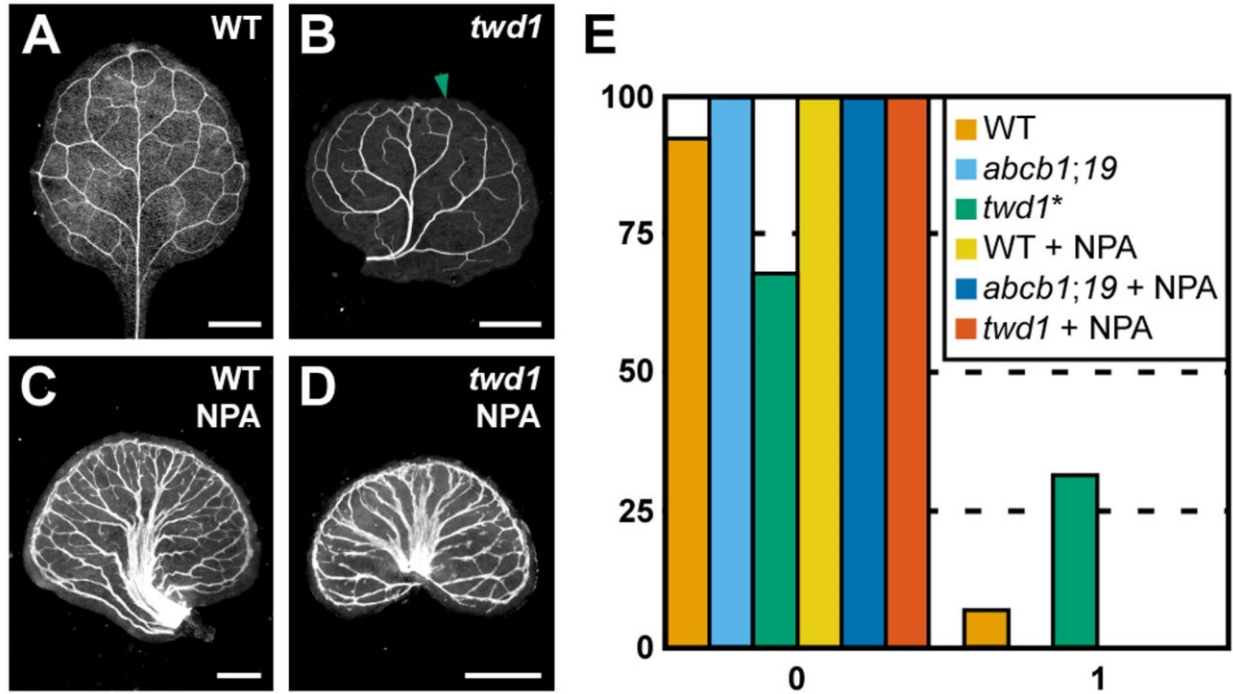 A
WT
B
twd1
C
WT
NPA
D
twd1
NPA
E
100
75
50
25
0
0
1
WT
abcb1;19
twd1*
WT + NPA
abcb1;19 + NPA
twd1 + NPA